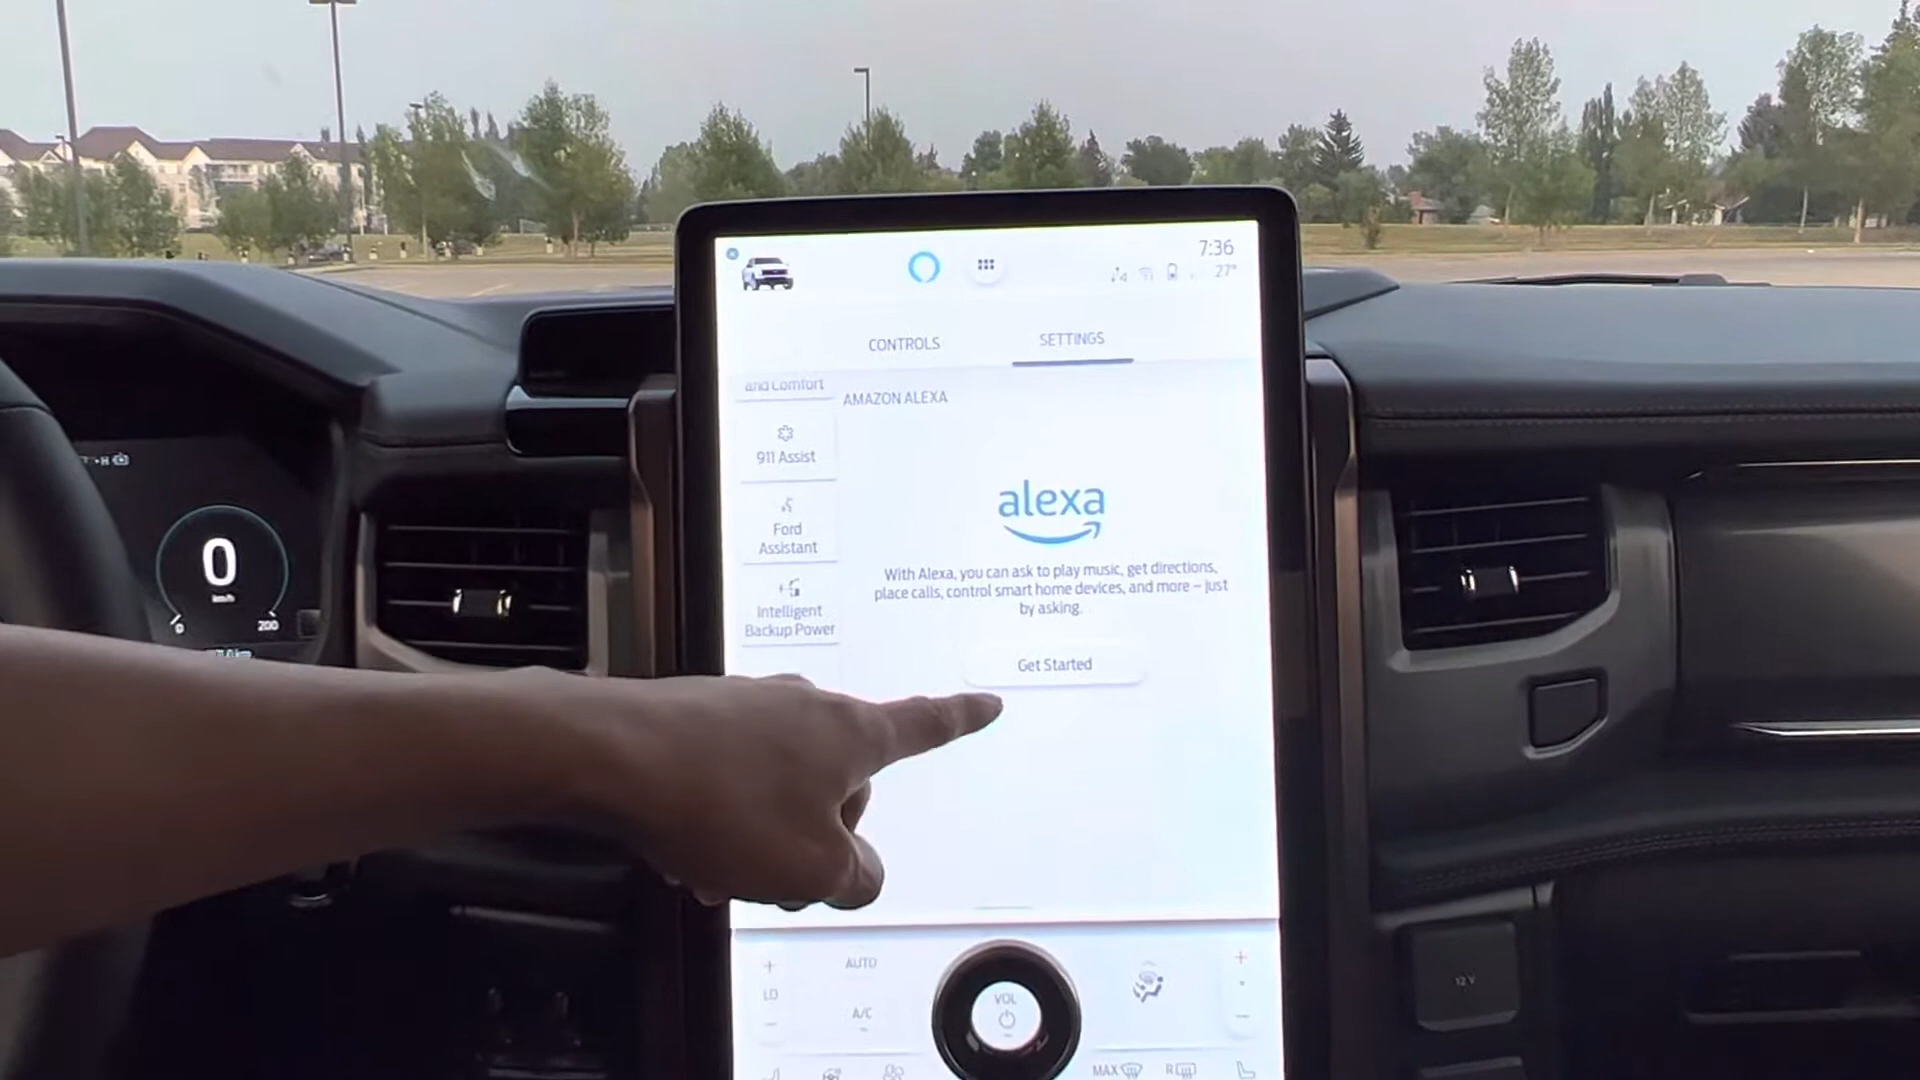 7:36
27°
CONTROLS
SETTINGS
and Comfort
AMAZON ALEXA
911 Assist
Ford
Assistant
Intelligent
Backup Power
alexa
With Alexa, you can ask to play music, get directions,
place calls, control smart home devices, and more – just
by asking.
Get Started
H
0
km/h
0
200
+
LO
−
AUTO
A/C
VOL
+
−
MAX
R
12V